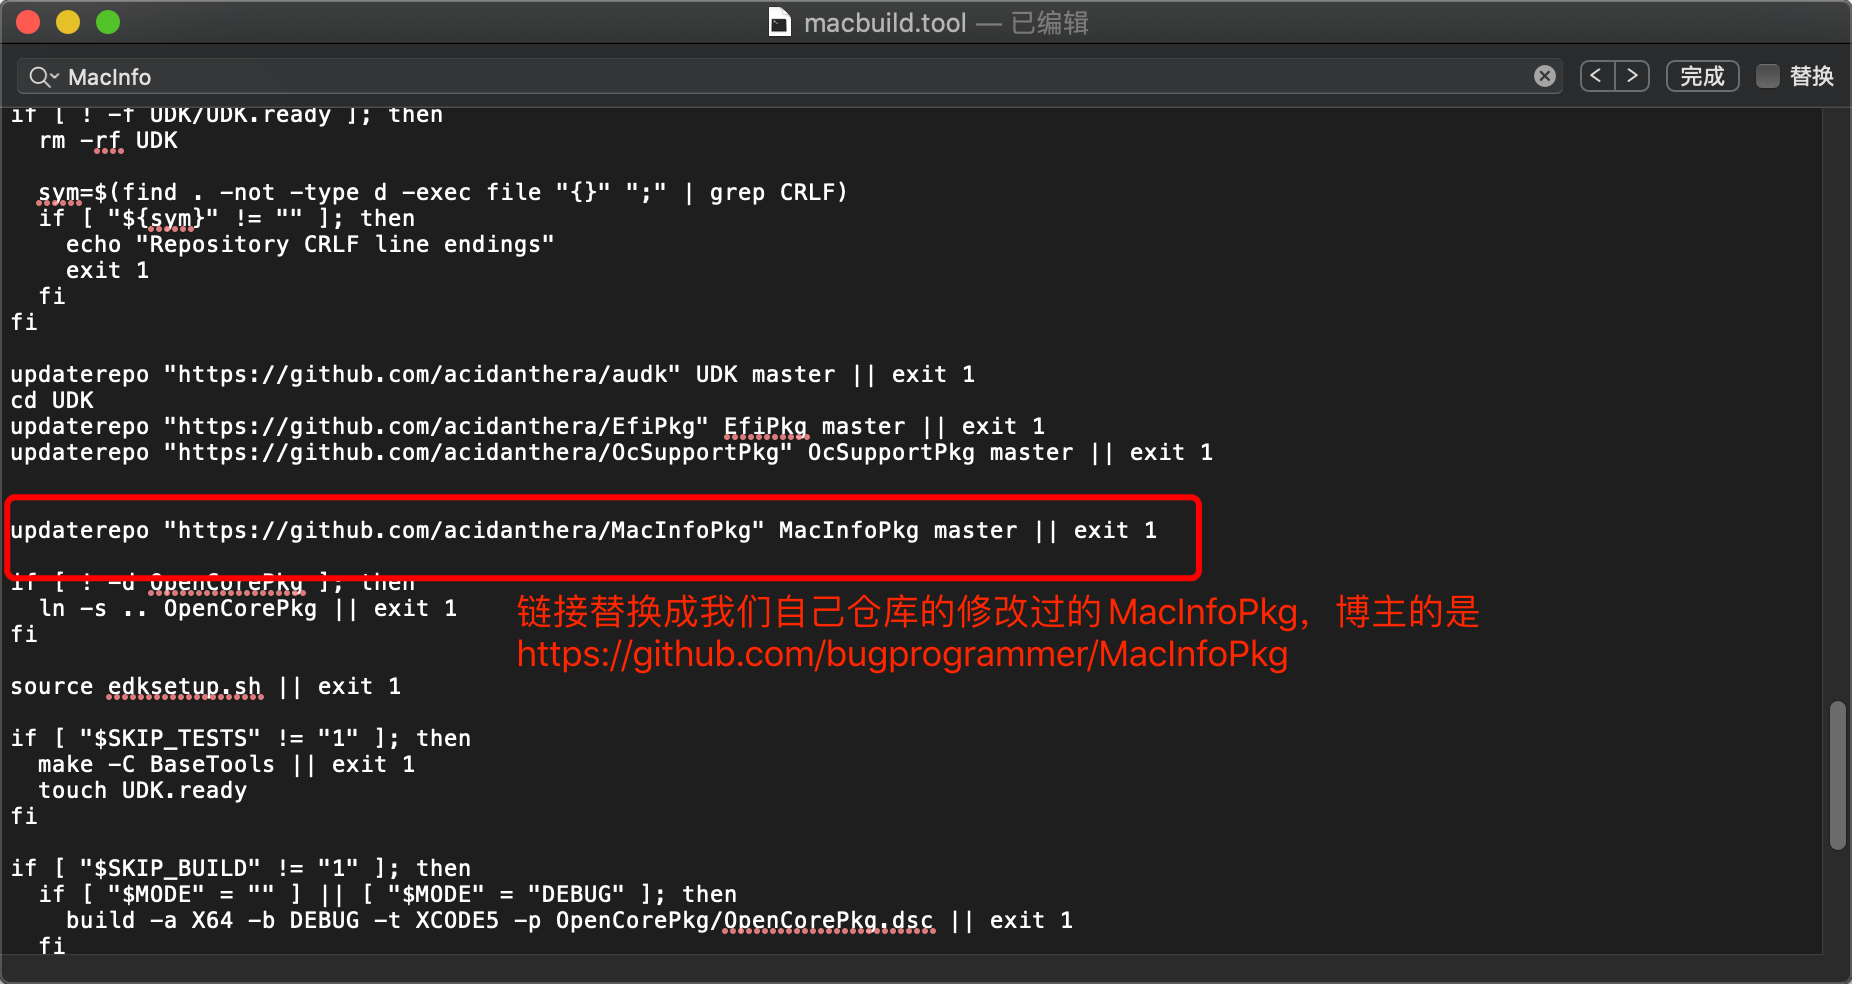 macbuild.tool — 已编辑
MacInfo
完成
替换
if [ ! -f UDK/UDK.ready ]; then
  rm -rf UDK
  sym=$(find . -not -type d -exec file "{}" ";" | grep CRLF)
  if [ "${sym}" != "" ]; then
    echo "Repository CRLF line endings"
    exit 1
  fi
fi
updaterepo "https://github.com/acidanthera/audk" UDK master || exit 1
cd UDK
updaterepo "https://github.com/acidanthera/EfiPkg" EfiPkg master || exit 1
updaterepo "https://github.com/acidanthera/OcSupportPkg" OcSupportPkg master || exit 1
updaterepo "https://github.com/acidanthera/MacInfoPkg" MacInfoPkg master || exit 1
if [ ! -d OpenCorePkg ]; then
  ln -s .. OpenCorePkg || exit 1
fi
链接替换成我们自己仓库的修改过的MacInfoPkg，博主的是
https://github.com/bugprogrammer/MacInfoPkg
source edksetup.sh || exit 1
if [ "$SKIP_TESTS" != "1" ]; then
  make -C BaseTools || exit 1
  touch UDK.ready
fi
if [ "$SKIP_BUILD" != "1" ]; then
  if [ "$MODE" = "" ] || [ "$MODE" = "DEBUG" ]; then
    build -a X64 -b DEBUG -t XCODE5 -p OpenCorePkg/OpenCorePkg.dsc || exit 1
  fi